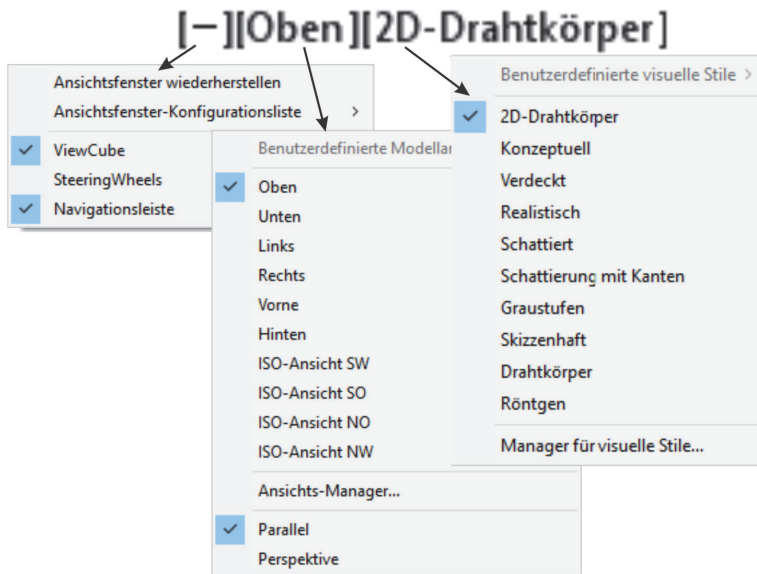 [−][Oben][2D-Drahtkörper]
Ansichtsfenster wiederherstellen
Ansichtsfenster-Konfigurationsliste >
ViewCube
SteeringWheels
Navigationsleiste
Benutzerdefinierte Modellar
Oben
Unten
Links
Rechts
Vorne
Hinten
ISO-Ansicht SW
ISO-Ansicht SO
ISO-Ansicht NO
ISO-Ansicht NW
Ansichts-Manager...
Parallel
Perspektive
Benutzerdefinierte visuelle Stile >
2D-Drahtkörper
Konzeptuell
Verdeckt
Realistisch
Schattiert
Schattierung mit Kanten
Graustufen
Skizzenhaft
Drahtkörper
Röntgen
Manager für visuelle Stile...